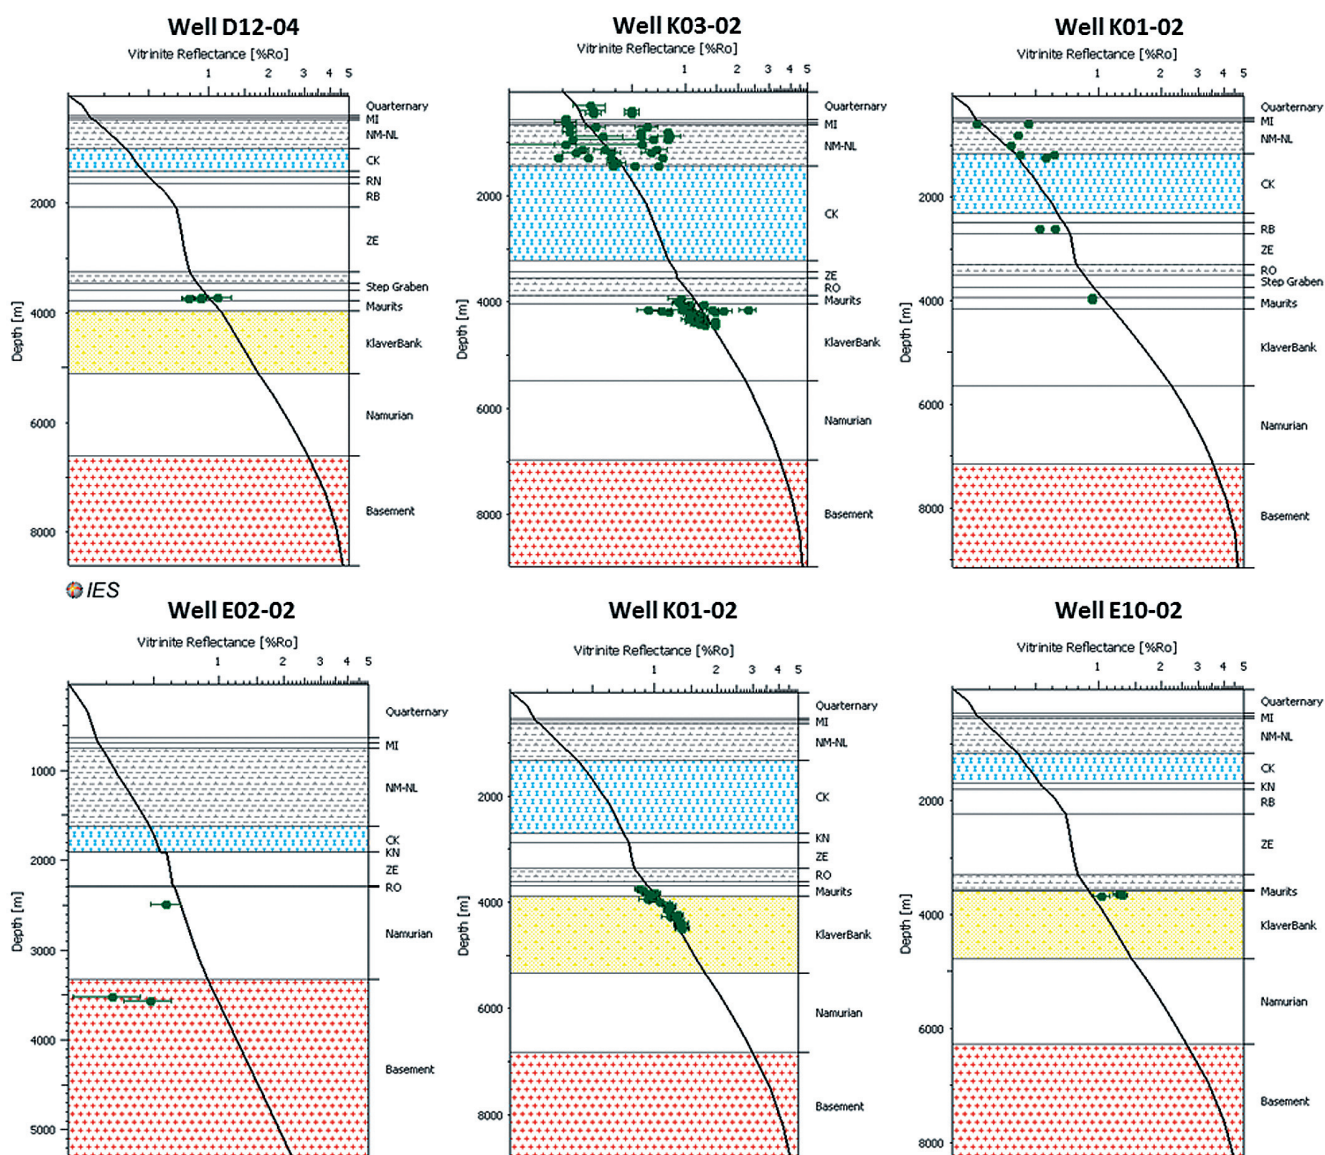 Well D12-04
Vitrinite Reflectance [%Ro]
1 2 3 4 5
Depth [m]
2000
4000
6000
8000
Quarternary
MI
NM-NL
CK
RN
RB
ZE
Step Graben
Maurits
KlaverBank
Namurian
Basement
IES
Well K03-02
Vitrinite Reflectance [%Ro]
1 2 3 4 5
Depth [m]
2000
4000
6000
8000
Quarternary
MI
NM-NL
CK
ZE
RO
Maurits
KlaverBank
Namurian
Basement
Well K01-02
Vitrinite Reflectance [%Ro]
1 2 3 4 5
Depth [m]
2000
4000
6000
8000
Quarternary
MI
NM-NL
CK
RB
ZE
RO
Step Graben
Maurits
KlaverBank
Namurian
Basement
Well E02-02
Vitrinite Reflectance [%Ro]
1 2 3 4 5
Depth [m]
1000
2000
3000
4000
5000
Quarternary
MI
NM-NL
CK
KN
ZE
RO
Namurian
Basement
Well K01-02
Vitrinite Reflectance [%Ro]
1 2 3 4 5
Depth [m]
2000
4000
6000
8000
Quarternary
MI
NM-NL
CK
KN
ZE
RO
Maurits
KlaverBank
Namurian
Basement
Well E10-02
Vitrinite Reflectance [%Ro]
1 2 3 4 5
Depth [m]
2000
4000
6000
8000
Quarternary
MI
NM-NL
CK
KN
RB
ZE
Maurits
KlaverBank
Namurian
Basement